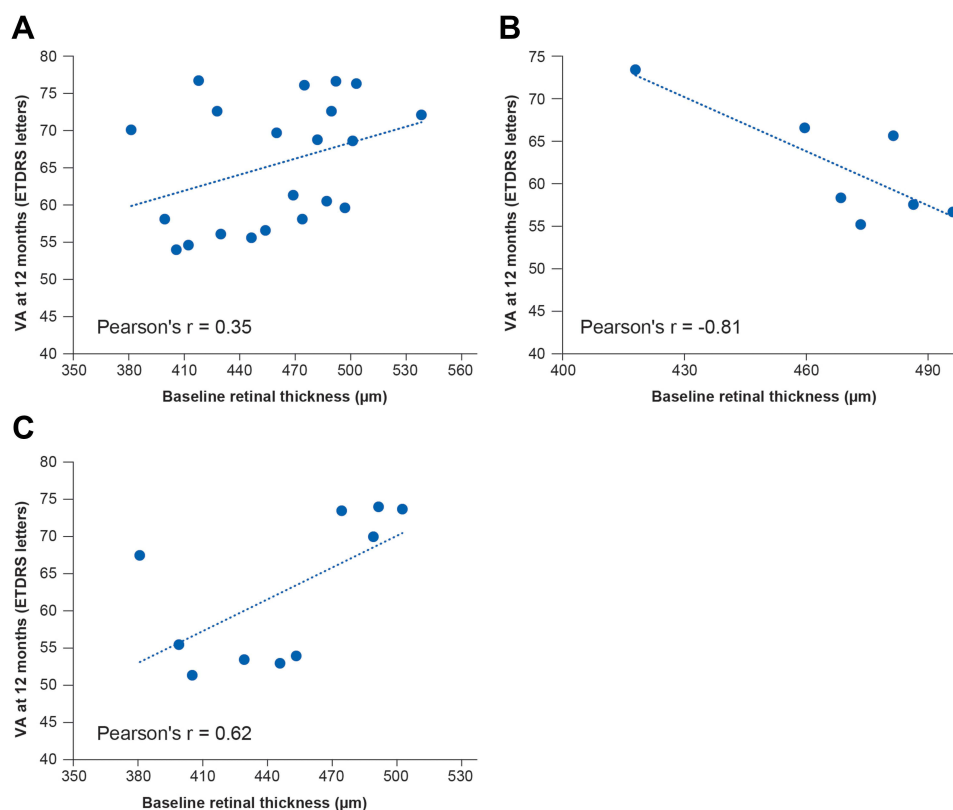 A
VA at 12 months (ETDRS letters)
80
75
70
65
60
55
50
45
40
Pearson's r = 0.35
350 380 410 440 470 500 530 560
Baseline retinal thickness (µm)
B
VA at 12 months (ETDRS letters)
75
70
65
60
55
50
45
40
Pearson's r = -0.81
400 430 460 490
Baseline retinal thickness (µm)
C
VA at 12 months (ETDRS letters)
80
75
70
65
60
55
50
45
40
Pearson's r = 0.62
350 380 410 440 470 500 530
Baseline retinal thickness (µm)